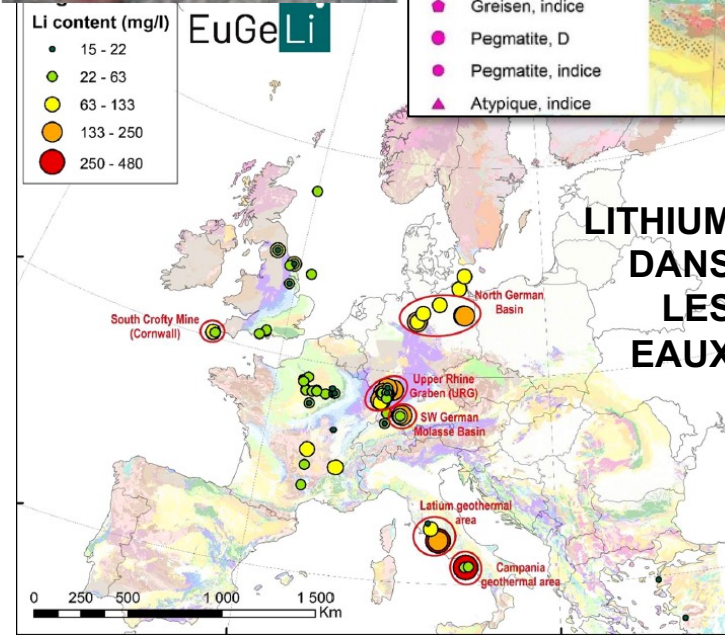 Li content (mg/l)
15 - 22
22 - 63
63 - 133
133 - 250
250 - 480
EuGeLi
Greisen, indice
Pegmatite, D
Pegmatite, indice
Atypique, indice
LITHIUM
DANS
LES
EAUX
North German
Basin
South Crofty Mine
(Cornwall)
Upper Rhine
Graben (URG)
SW German
Molasse Basin
Latium geothermal
area
Campania
geothermal area
0 250 500 1 000 1 500
Km